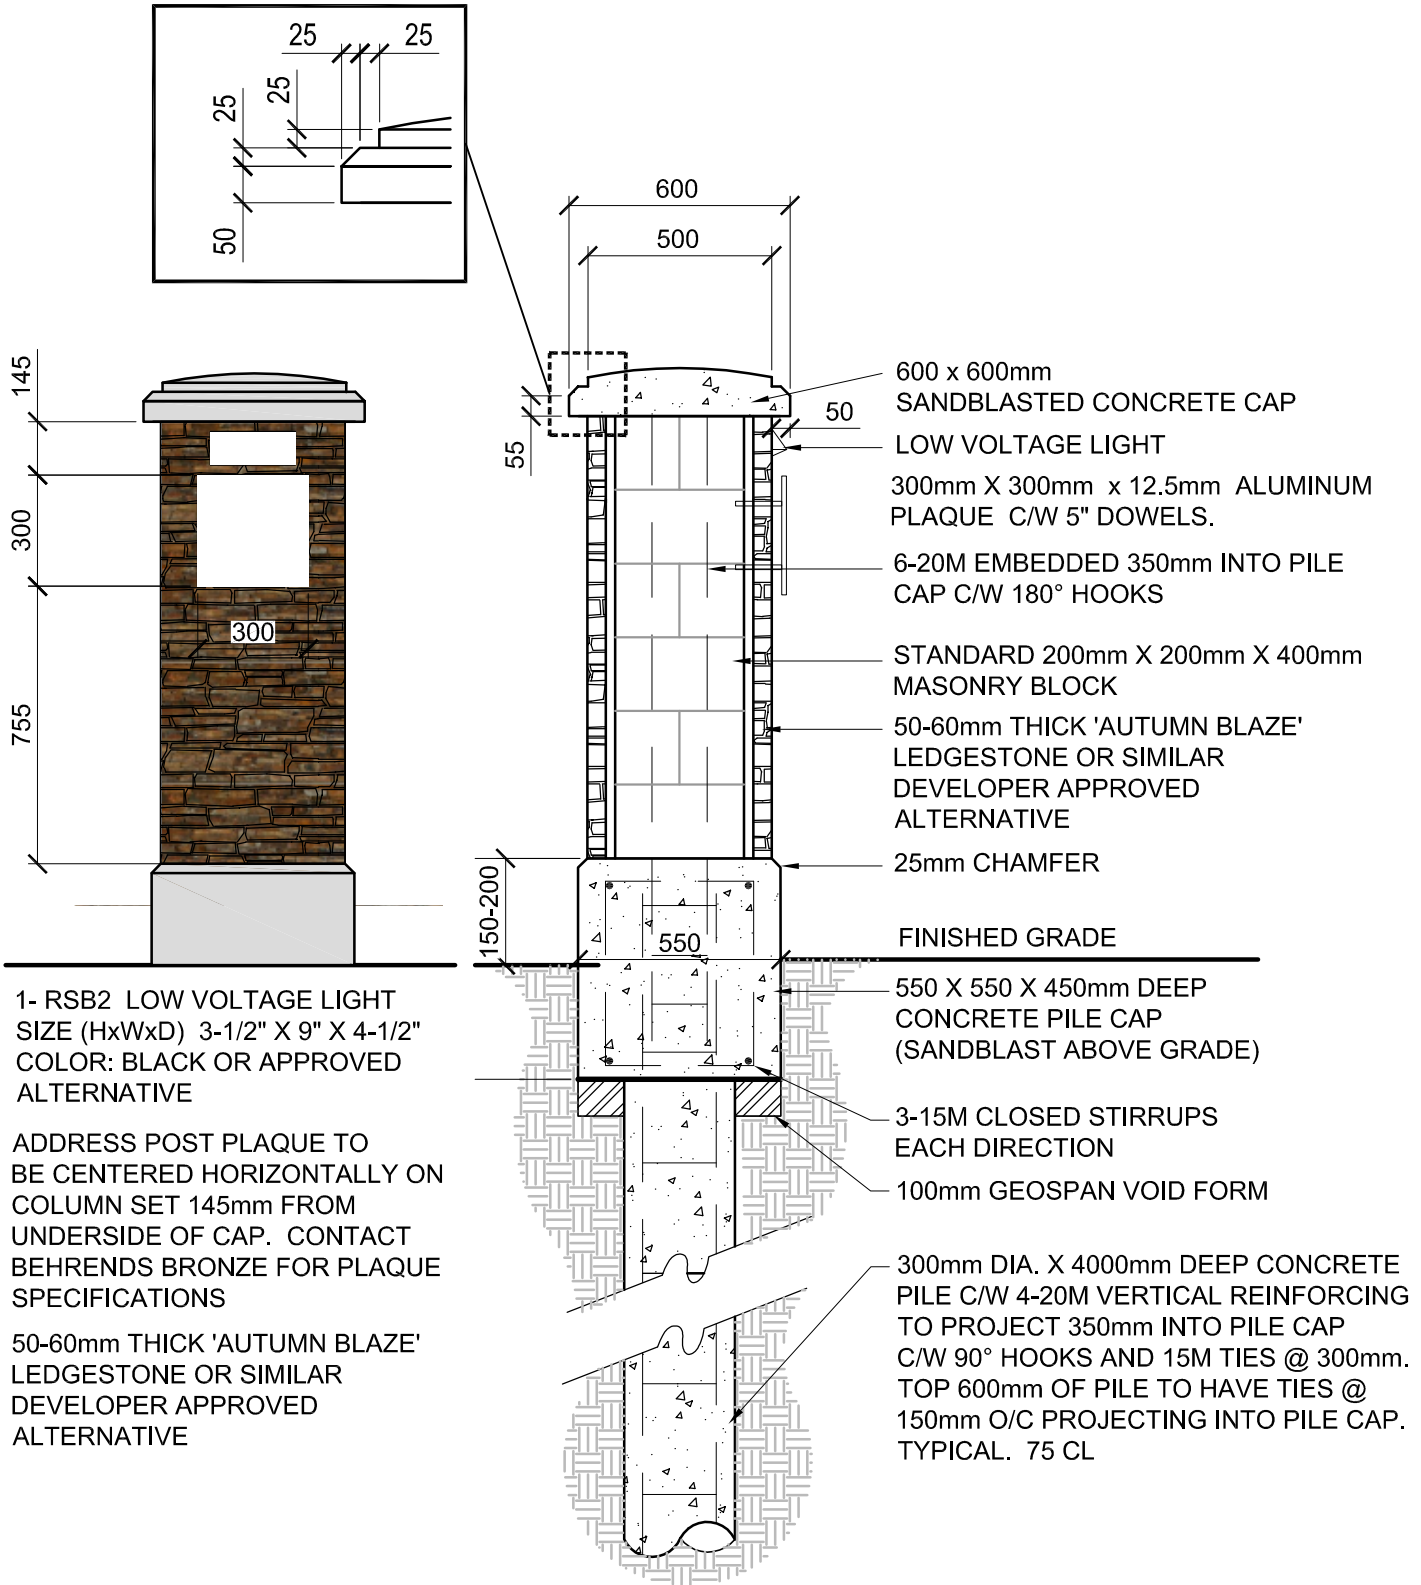 25
25
25
25
50
600
500
145
300
755
300
55
50
150-200
550
600 x 600mm
SANDBLASTED CONCRETE CAP
LOW VOLTAGE LIGHT
300mm X 300mm x 12.5mm ALUMINUM
PLAQUE C/W 5" DOWELS.
6-20M EMBEDDED 350mm INTO PILE
CAP C/W 180° HOOKS
STANDARD 200mm X 200mm X 400mm
MASONRY BLOCK
50-60mm THICK 'AUTUMN BLAZE'
LEDGESTONE OR SIMILAR
DEVELOPER APPROVED
ALTERNATIVE
25mm CHAMFER
FINISHED GRADE
550 X 550 X 450mm DEEP
CONCRETE PILE CAP
(SANDBLAST ABOVE GRADE)
3-15M CLOSED STIRRUPS
EACH DIRECTION
100mm GEOSPAN VOID FORM
300mm DIA. X 4000mm DEEP CONCRETE
PILE C/W 4-20M VERTICAL REINFORCING
TO PROJECT 350mm INTO PILE CAP
C/W 90° HOOKS AND 15M TIES @ 300mm.
TOP 600mm OF PILE TO HAVE TIES @
150mm O/C PROJECTING INTO PILE CAP.
TYPICAL. 75 CL
1- RSB2 LOW VOLTAGE LIGHT
SIZE (HxWxD) 3-1/2" X 9" X 4-1/2"
COLOR: BLACK OR APPROVED
ALTERNATIVE
ADDRESS POST PLAQUE TO
BE CENTERED HORIZONTALLY ON
COLUMN SET 145mm FROM
UNDERSIDE OF CAP. CONTACT
BEHRENDS BRONZE FOR PLAQUE
SPECIFICATIONS
50-60mm THICK 'AUTUMN BLAZE'
LEDGESTONE OR SIMILAR
DEVELOPER APPROVED
ALTERNATIVE